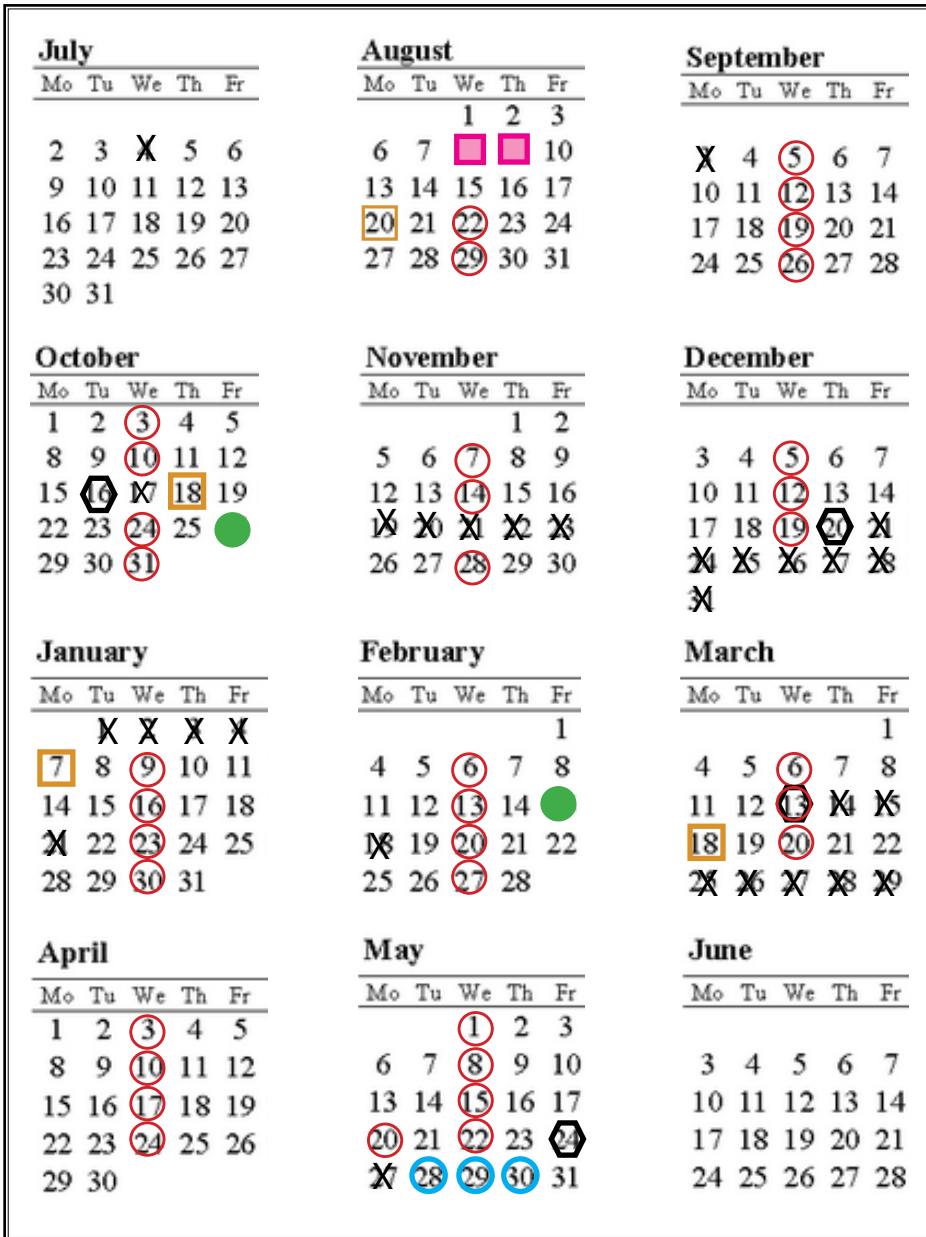 July
Mo Tu We Th Fr
2 3 4 5 6
9 10 11 12 13
16 17 18 19 20
23 24 25 26 27
30 31
August
Mo Tu We Th Fr
1 2 3
6 7 10
13 14 15 16 17
20 21 22 23 24
27 28 29 30 31
September
Mo Tu We Th Fr
3 4 5 6 7
10 11 12 13 14
17 18 19 20 21
24 25 26 27 28
October
Mo Tu We Th Fr
1 2 3 4 5
8 9 10 11 12
15 16 17 18 19
22 23 24 25
29 30 31
November
Mo Tu We Th Fr
1 2
5 6 7 8 9
12 13 14 15 16
19 20 21 22 23
26 27 28 29 30
December
Mo Tu We Th Fr
3 4 5 6 7
10 11 12 13 14
17 18 19 20 21
24 25 26 27 28
31
January
Mo Tu We Th Fr
1 2 3 4
7 8 9 10 11
14 15 16 17 18
21 22 23 24 25
28 29 30 31
February
Mo Tu We Th Fr
1
4 5 6 7 8
11 12 13 14
18 19 20 21 22
25 26 27 28
March
Mo Tu We Th Fr
1
4 5 6 7 8
11 12 13 14 15
18 19 20 21 22
25 26 27 28 29
April
Mo Tu We Th Fr
1 2 3 4 5
8 9 10 11 12
15 16 17 18 19
22 23 24 25 26
29 30
May
Mo Tu We Th Fr
1 2 3
6 7 8 9 10
13 14 15 16 17
20 21 22 23 24
27 28 29 30 31
June
Mo Tu We Th Fr
3 4 5 6 7
10 11 12 13 14
17 18 19 20 21
24 25 26 27 28